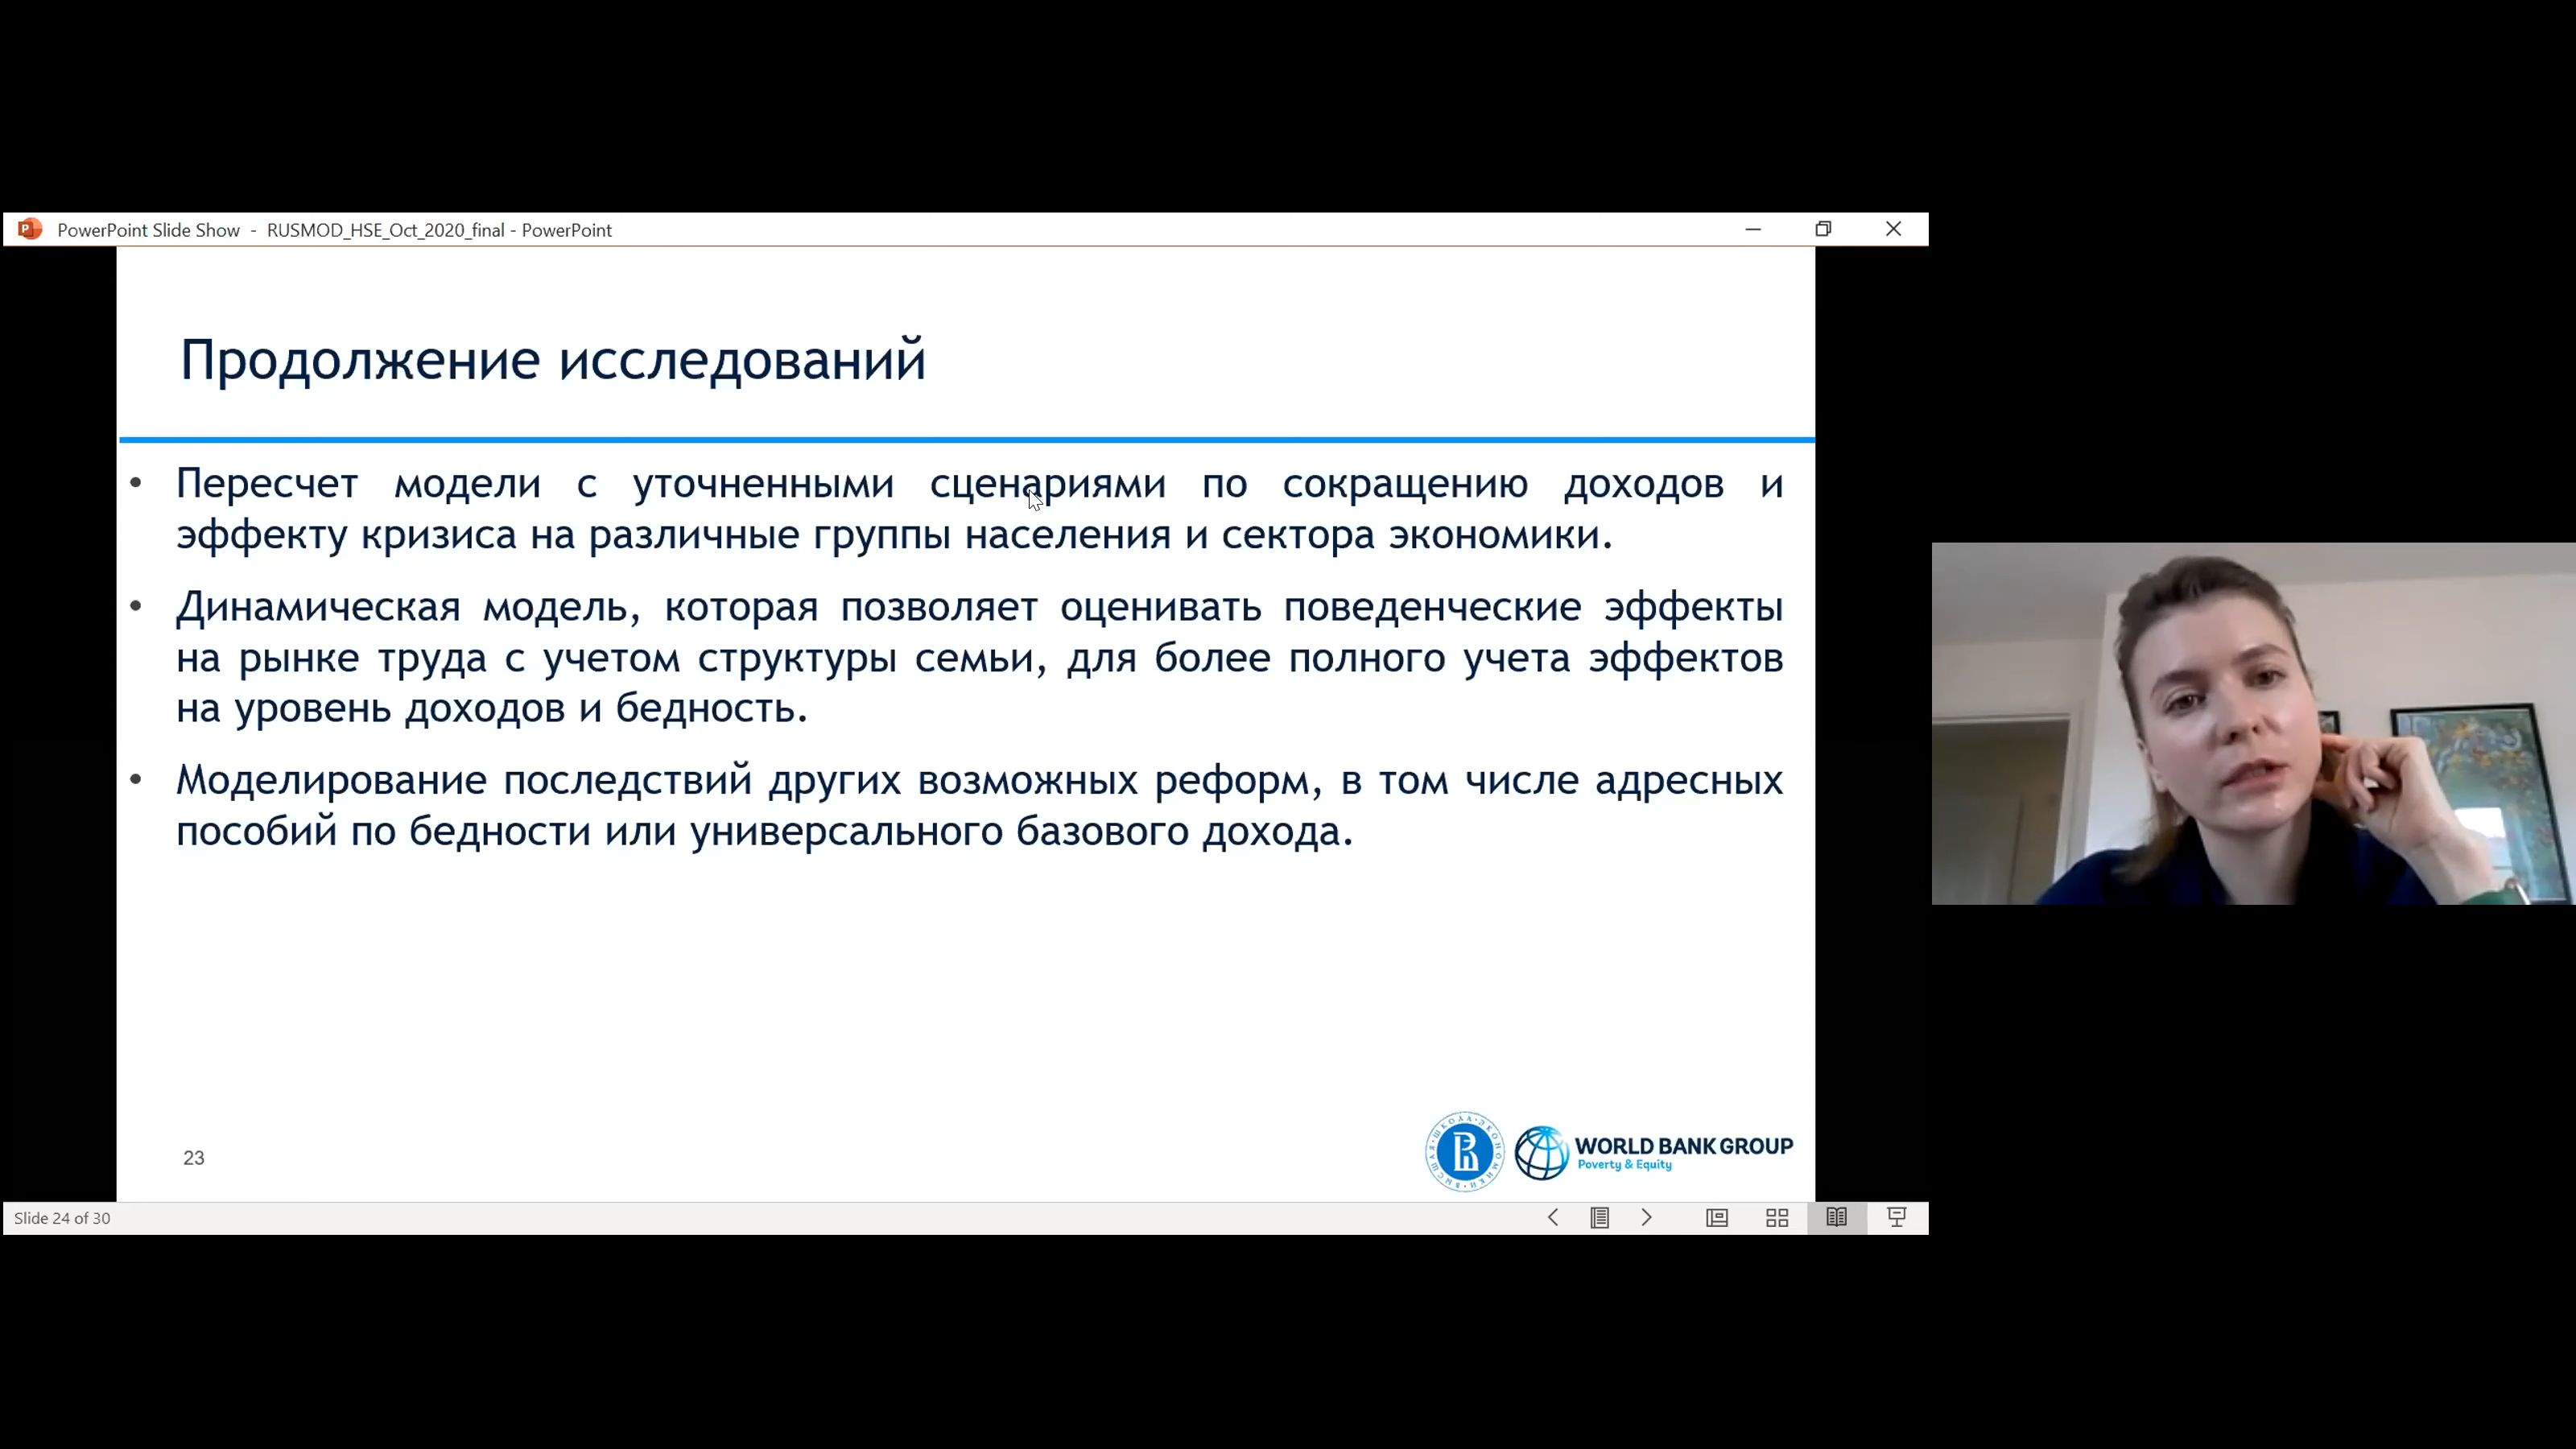 PowerPoint Slide Show - RUSMOD_HSE_Oct_2020_final - PowerPoint
Продолжение исследований
• Пересчет модели с уточненными сценариями по сокращению доходов и
эффекту кризиса на различные группы населения и сектора экономики.
• Динамическая модель, которая позволяет оценивать поведенческие эффекты
на рынке труда с учетом структуры семьи, для более полного учета эффектов
на уровень доходов и бедность.
• Моделирование последствий других возможных реформ, в том числе адресных
пособий по бедности или универсального базового дохода.
23
ВЫСШАЯ ШКОЛА ЭКОНОМИКИ
WORLD BANK GROUP
Poverty & Equity
Slide 24 of 30